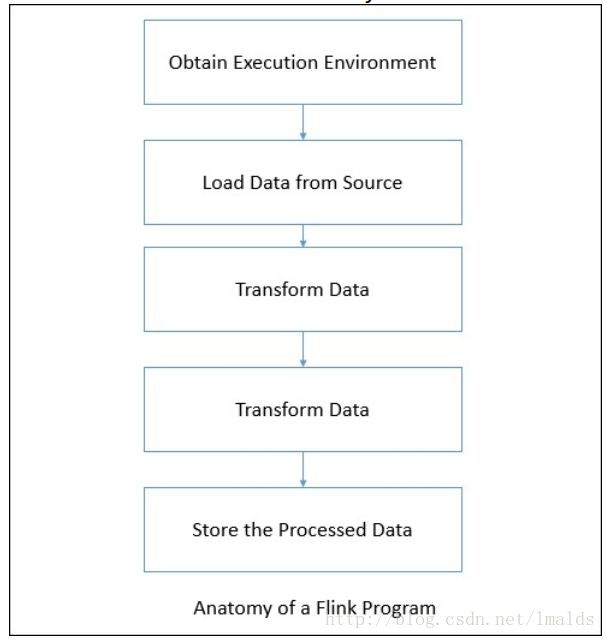 Obtain Execution Environment
Load Data from Source
Transform Data
Transform Data
Store the Processed Data
Anatomy of a Flink Program
http://blog.csdn.net/lmalds